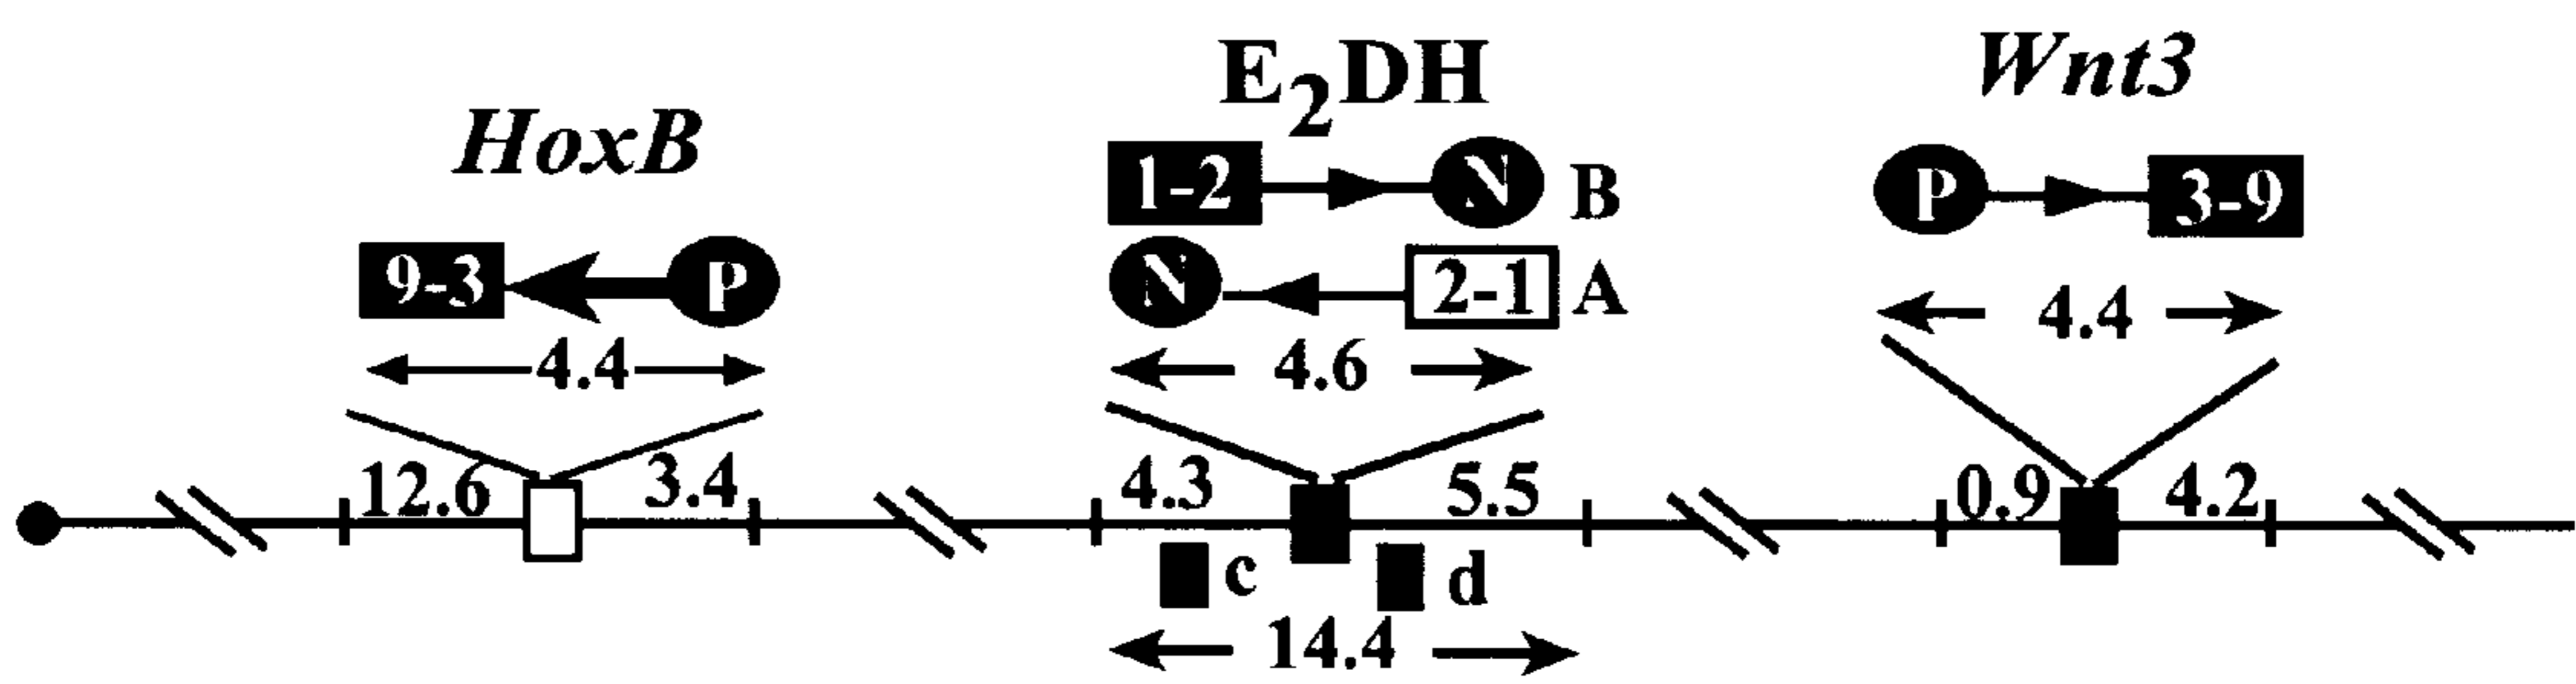 HoxB
9-3 P
4.4
12.6 3.4
E2DH
1-2 N B
N 2-1 A
4.6
4.3 5.5
c d
14.4
Wnt3
P 3-9
4.4
0.9 4.2